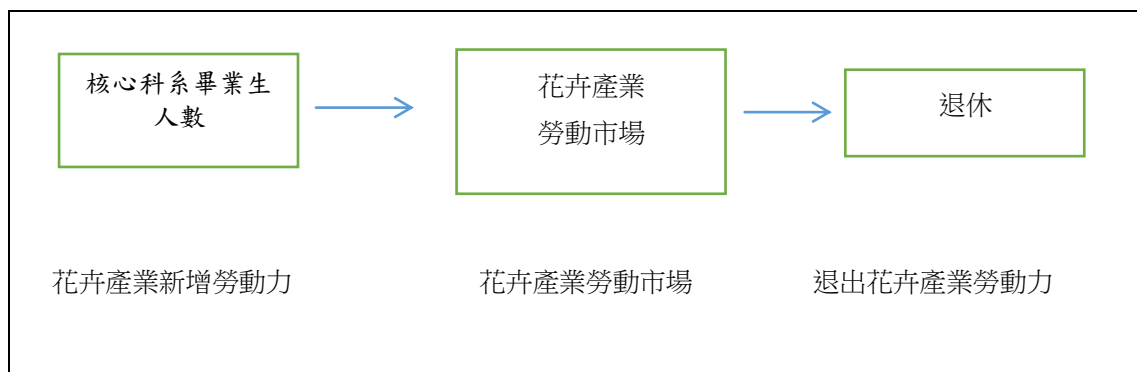 核心科系畢業生
人數
花卉產業
勞動市場
退休
花卉產業新增勞動力
花卉產業勞動市場
退出花卉產業勞動力